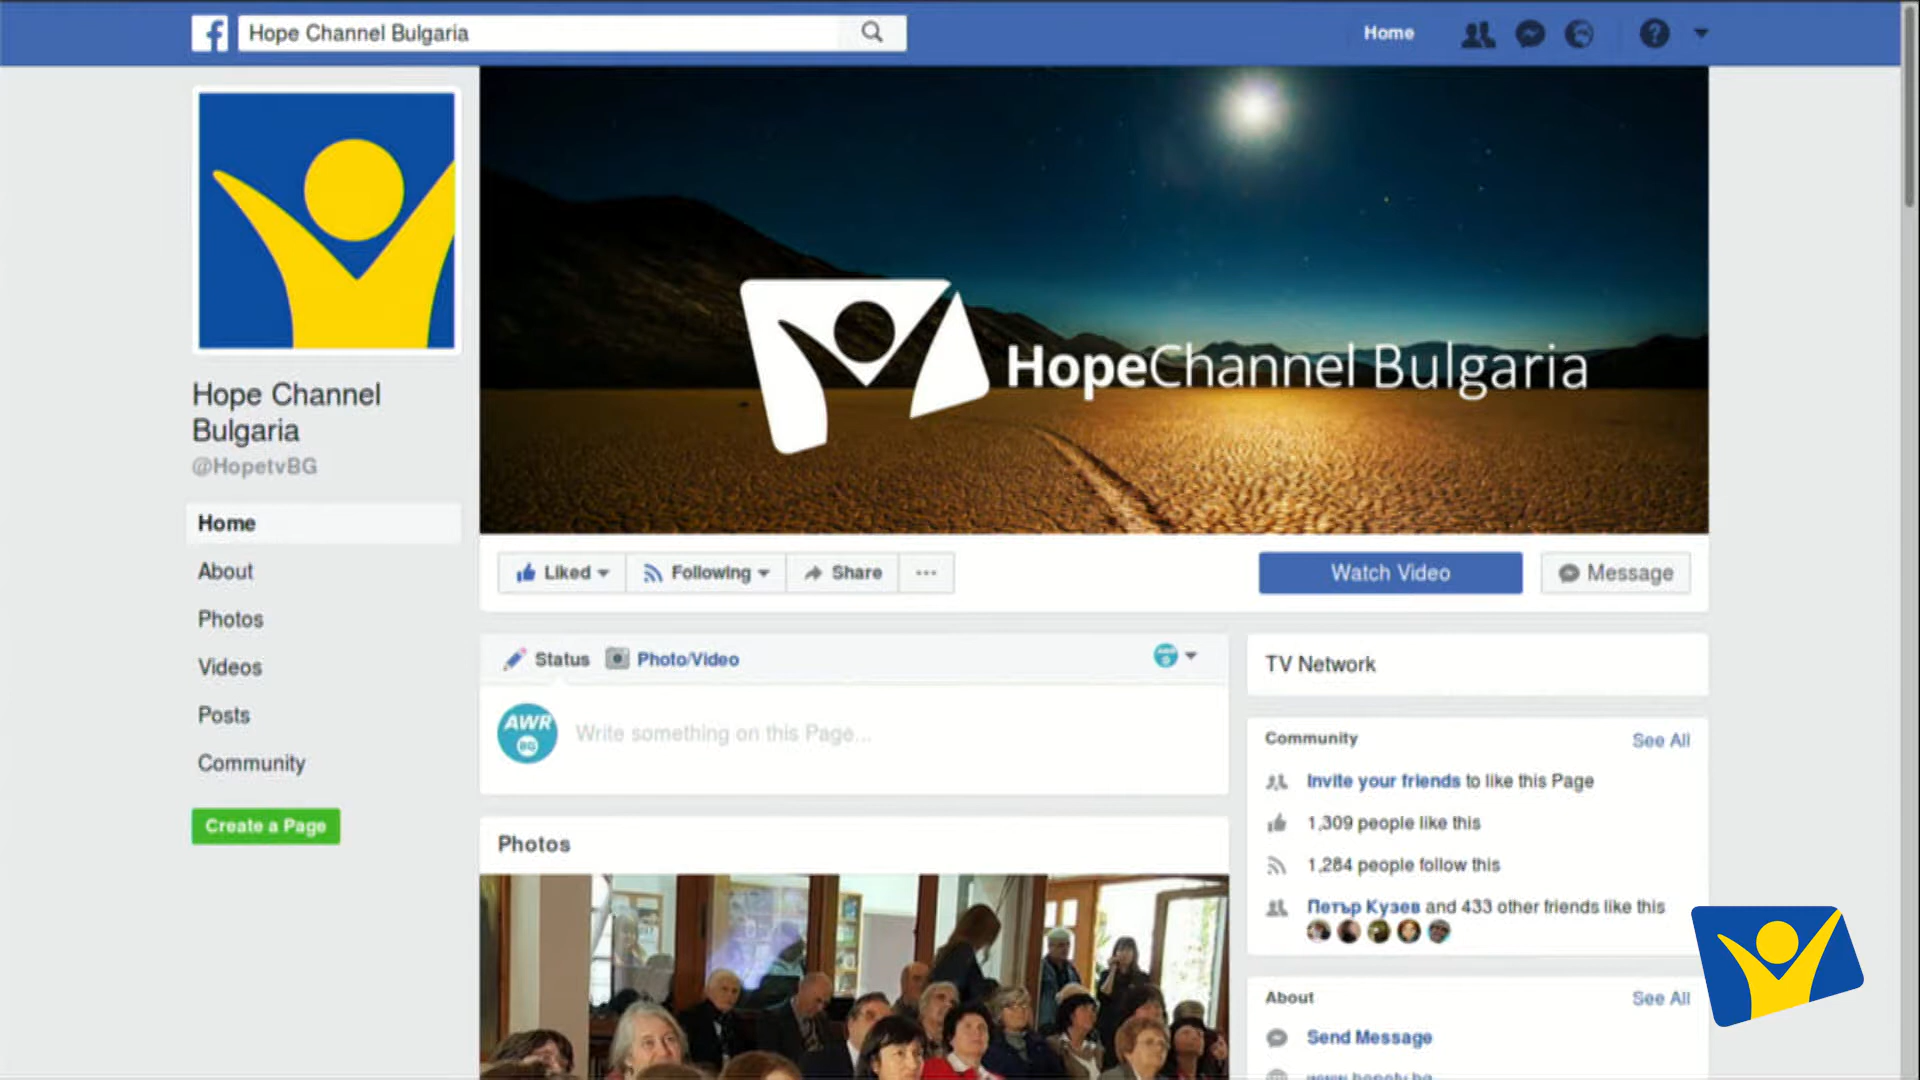 Hope Channel Bulgaria
Home
Hope Channel
Bulgaria
@HopetvBG
Home
About
Photos
Videos
Posts
Community
Create a Page
HopeChannel Bulgaria
Liked
Following
Share
Watch Video
Message
Status
Photo/Video
AWR
BG
Write something on this Page...
Photos
TV Network
Community
See All
Invite your friends to like this Page
1,309 people like this
1,284 people follow this
Петър Кузев and 433 other friends like this
About
See All
Send Message